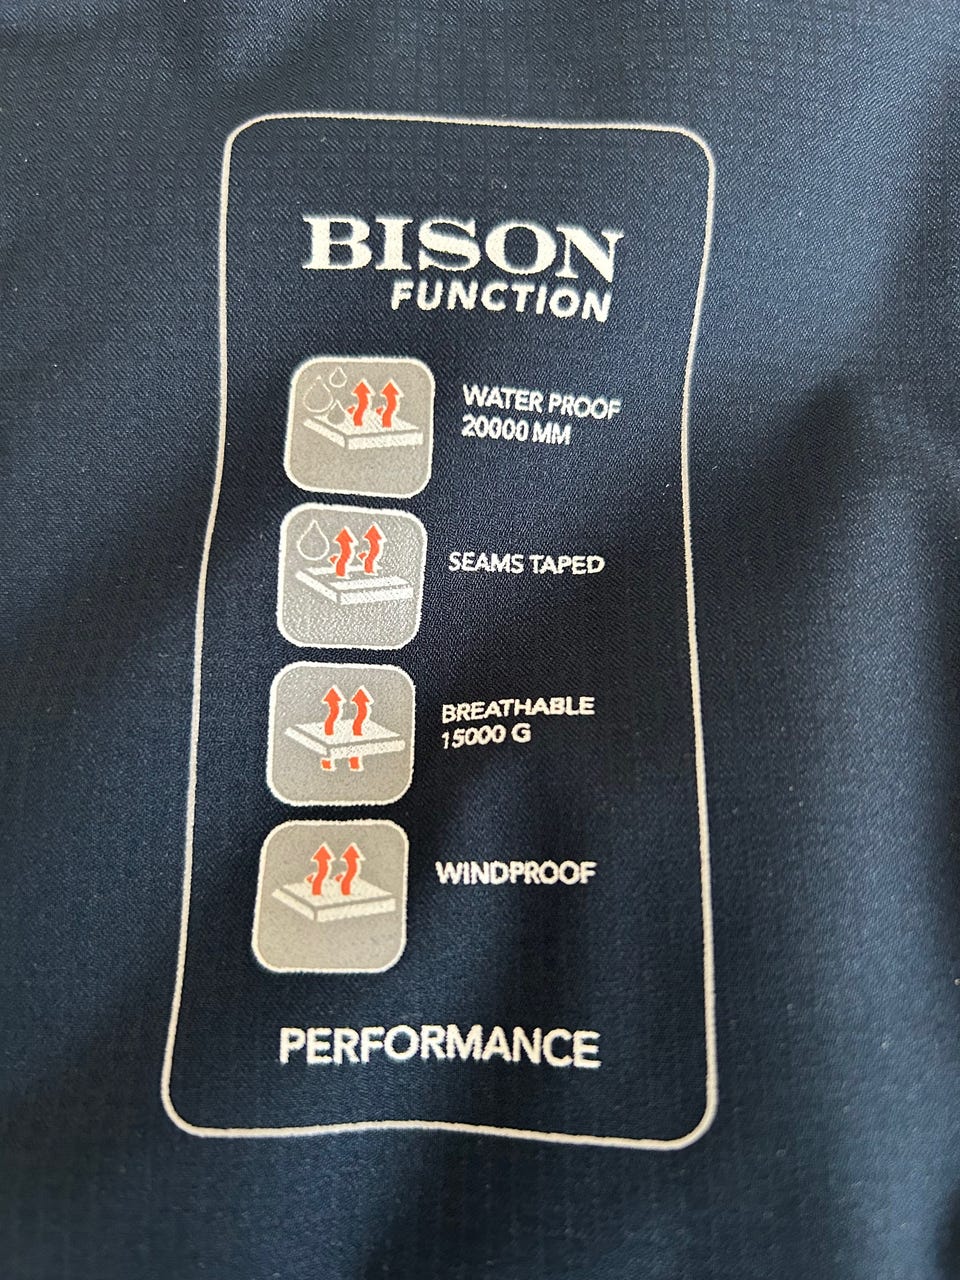 BISON
FUNCTION
WATER PROOF
20000 MM
SEAMS TAPED
BREATHABLE
15000 G
WINDPROOF
PERFORMANCE